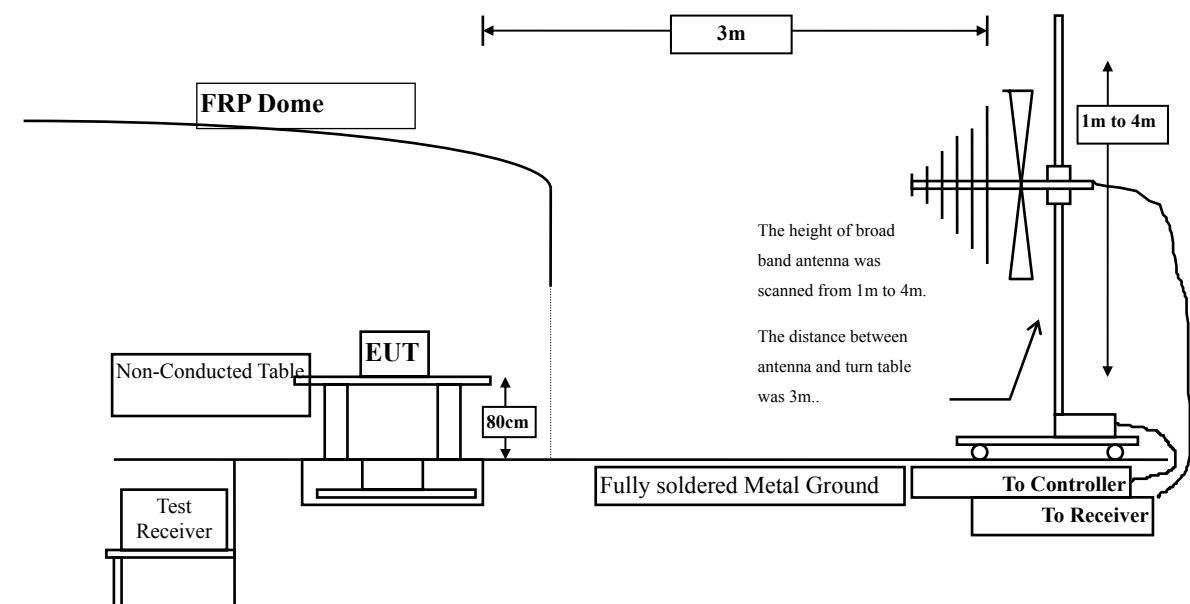 3m
FRP Dome
1m to 4m
The height of broad
band antenna was
scanned from 1m to 4m.
The distance between
antenna and turn table
was 3m..
EUT
Non-Conducted Table
80cm
Fully soldered Metal Ground
To Controller
To Receiver
Test
Receiver